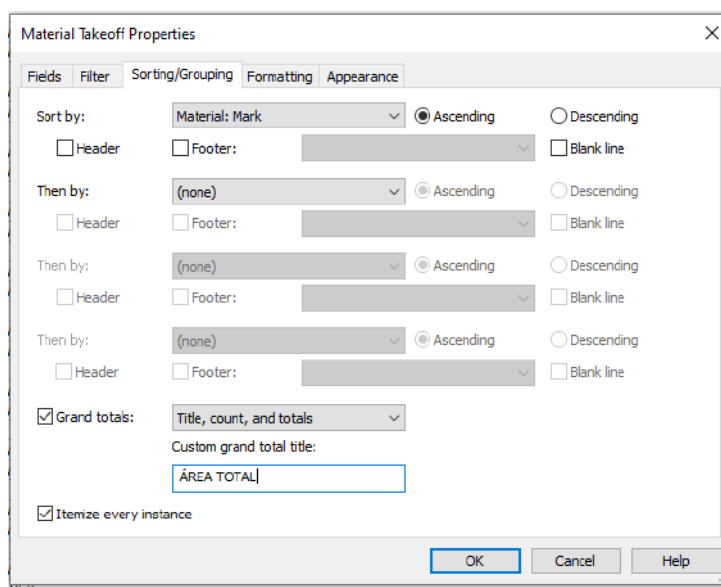 Material Takeoff Properties
Fields Filter Sorting/Grouping Formatting Appearance
Sort by: Material: Mark Ascending Descending
Header Footer: Blank line
Then by: (none) Ascending Descending
Header Footer: Blank line
Then by: (none) Ascending Descending
Header Footer: Blank line
Then by: (none) Ascending Descending
Header Footer: Blank line
Grand totals: Title, count, and totals
Custom grand total title:
ÁREA TOTAL
Itemize every instance
OK Cancel Help